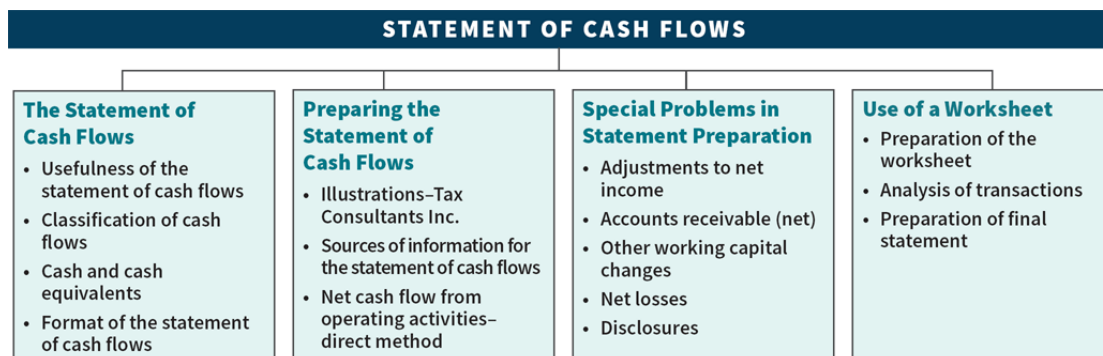 STATEMENT OF CASH FLOWS
The Statement of
Cash Flows
• Usefulness of the
statement of cash flows
• Classification of cash
flows
• Cash and cash
equivalents
• Format of the statement
of cash flows
Preparing the
Statement of
Cash Flows
• Illustrations–Tax
Consultants Inc.
• Sources of information for
the statement of cash flows
• Net cash flow from
operating activities–
direct method
Special Problems in
Statement Preparation
• Adjustments to net
income
• Accounts receivable (net)
• Other working capital
changes
• Net losses
• Disclosures
Use of a Worksheet
• Preparation of the
worksheet
• Analysis of transactions
• Preparation of final
statement